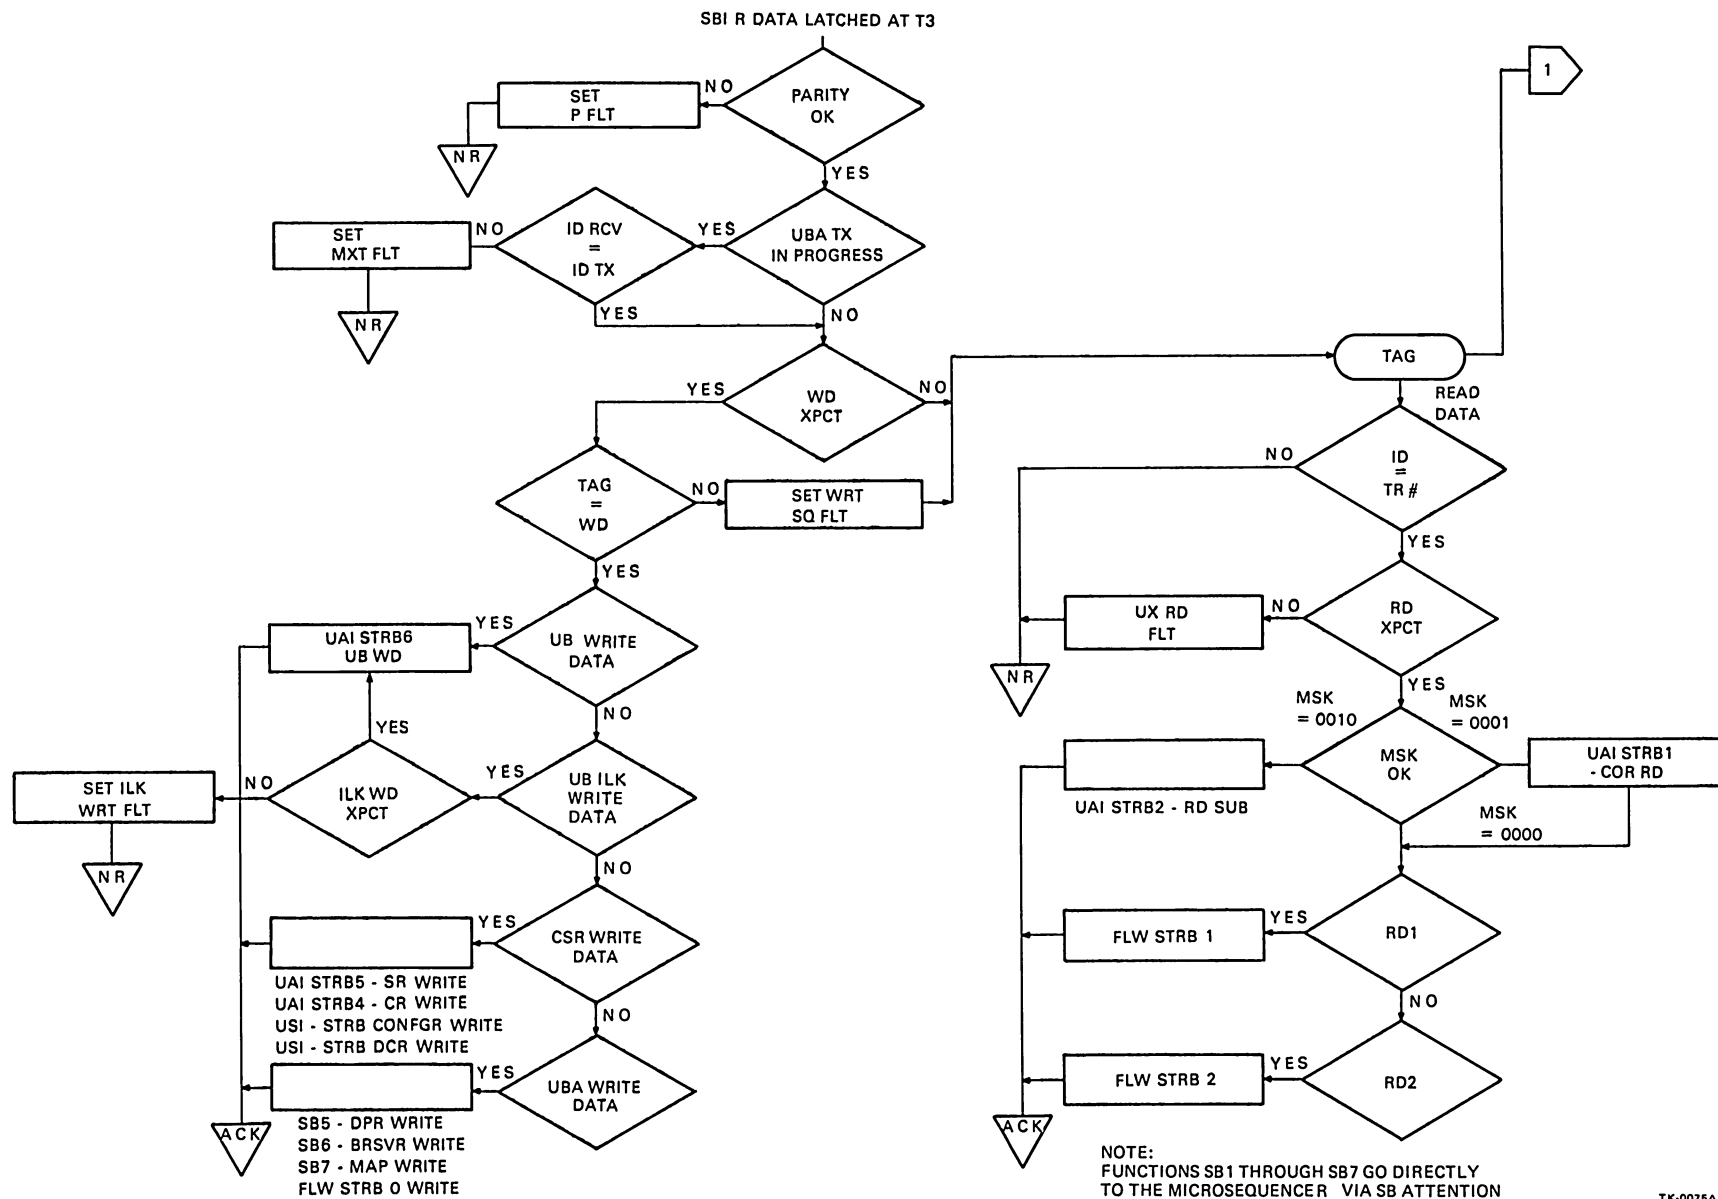 SBI R DATA LATCHED AT T3
PARITY
OK
NO
SET
P FLT
NR
YES
UBA TX
IN PROGRESS
YES
ID RCV
=
ID TX
NO
SET
MXT FLT
NR
YES
NO
WD
XPCT
YES
NO
TAG
=
WD
NO
SET WRT
SQ FLT
YES
UB WRITE
DATA
YES
UAI STRB6
UB WD
NO
UB ILK
WRITE
DATA
YES
ILK WD
XPCT
YES
NO
SET ILK
WRT FLT
NR
NO
CSR WRITE
DATA
YES
UAI STRB5 - SR WRITE
UAI STRB4 - CR WRITE
USI - STRB CONFGR WRITE
USI - STRB DCR WRITE
NO
UBA WRITE
DATA
YES
SB5 - DPR WRITE
SB6 - BRSVR WRITE
SB7 - MAP WRITE
FLW STRB 0 WRITE
ACK
1
TAG
READ
DATA
ID
=
TR #
NO
YES
RD
XPCT
NO
UX RD
FLT
NR
YES
MSK
= 0010
MSK
= 0001
MSK
OK
UAI STRB1
- COR RD
UAI STRB2 - RD SUB
MSK
= 0000
RD1
YES
FLW STRB 1
NO
RD2
YES
FLW STRB 2
ACK
NOTE:
FUNCTIONS SB1 THROUGH SB7 GO DIRECTLY
TO THE MICROSEQUENCER VIA SB ATTENTION